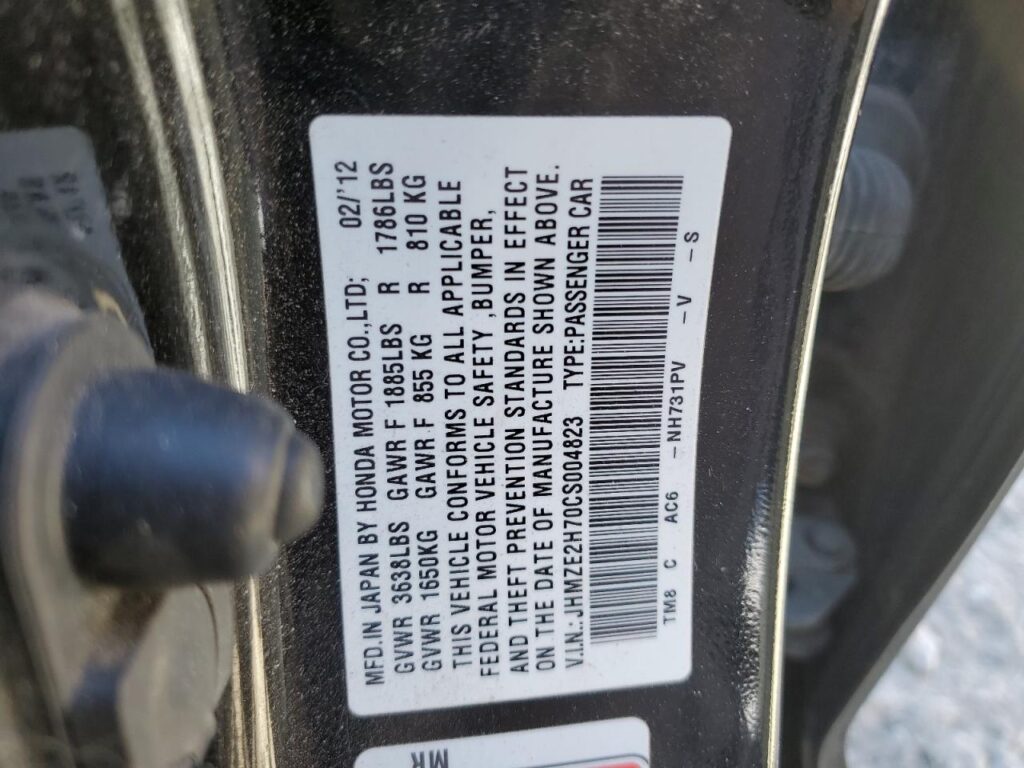 MFD.IN JAPAN BY HONDA MOTOR CO.,LTD; 02/'12
GVWR 3638LBS GAWR F 1885LBS R 1786LBS
GVWR 1650KG GAWR F 855 KG R 810 KG
THIS VEHICLE CONFORMS TO ALL APPLICABLE
FEDERAL MOTOR VEHICLE SAFETY ,BUMPER,
AND THEFT PREVENTION STANDARDS IN EFFECT
ON THE DATE OF MANUFACTURE SHOWN ABOVE.
V.I.N.: JHMZE2H70CS004823 TYPE:PASSENGER CAR
TM8 C AC6 -NH731PV -V -S